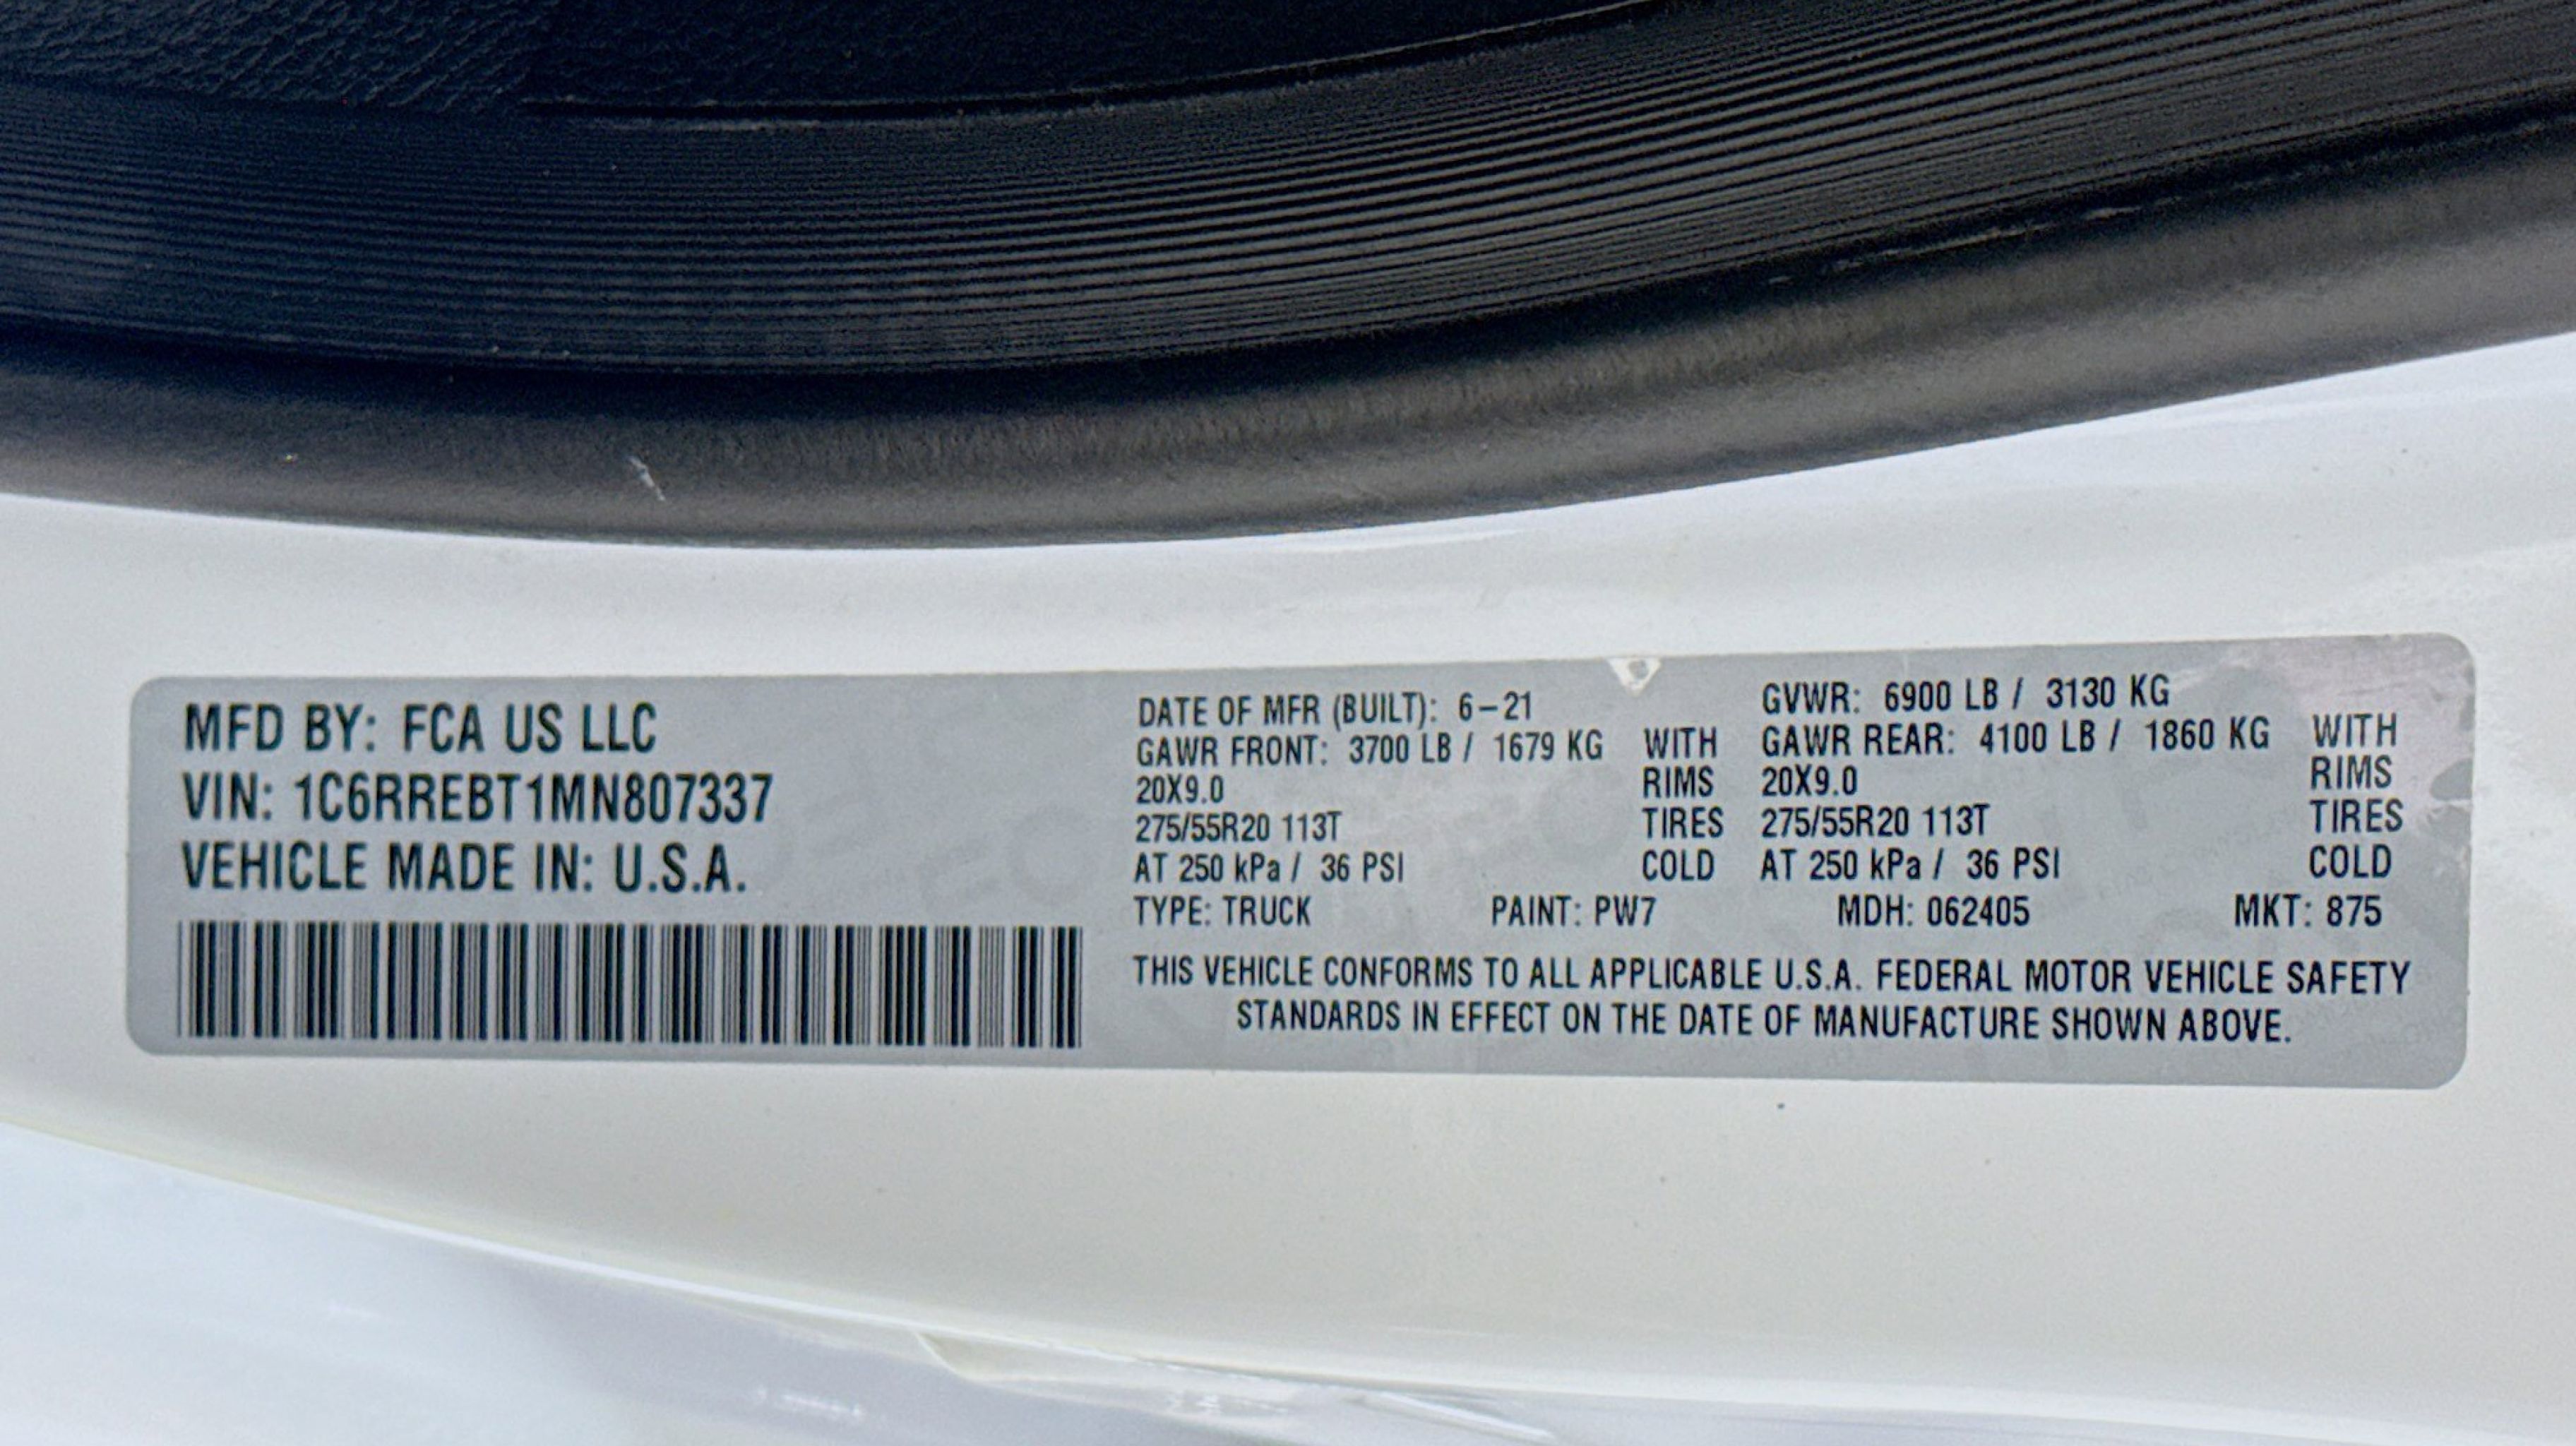 MFD BY: FCA US LLC
VIN: 1C6RREBT1MN807337
VEHICLE MADE IN: U.S.A.
DATE OF MFR (BUILT): 6-21 GVWR: 6900 LB / 3130 KG
GAWR FRONT: 3700 LB / 1679 KG WITH GAWR REAR: 4100 LB / 1860 KG WITH
20X9.0 RIMS 20X9.0 RIMS
275/55R20 113T TIRES 275/55R20 113T TIRES
AT 250 kPa / 36 PSI COLD AT 250 kPa / 36 PSI COLD
TYPE: TRUCK PAINT: PW7 MDH: 062405 MKT: 875
THIS VEHICLE CONFORMS TO ALL APPLICABLE U.S.A. FEDERAL MOTOR VEHICLE SAFETY
STANDARDS IN EFFECT ON THE DATE OF MANUFACTURE SHOWN ABOVE.